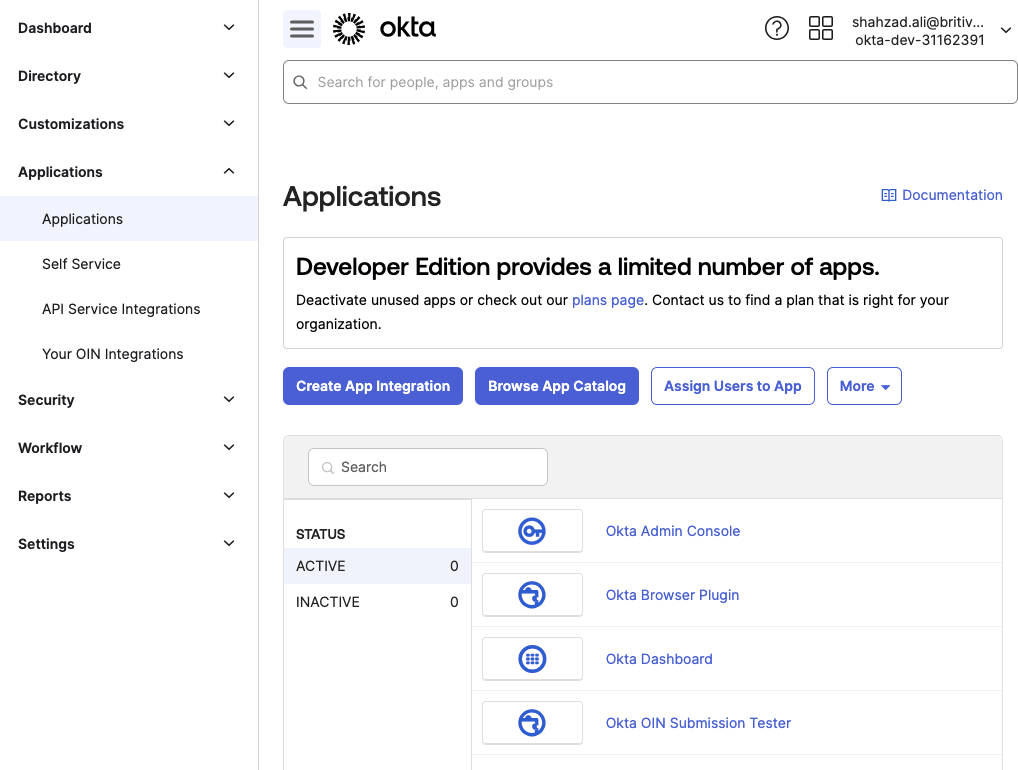 Dashboard
Directory
Customizations
Applications
Applications
Self Service
API Service Integrations
Your OIN Integrations
Security
Workflow
Reports
Settings
okta
shahzad.ali@britiv...
okta-dev-31162391
Search for people, apps and groups
Applications
Documentation
Developer Edition provides a limited number of apps.
Deactivate unused apps or check out our plans page. Contact us to find a plan that is right for your
organization.
Create App Integration
Browse App Catalog
Assign Users to App
More
Search
STATUS
ACTIVE 0
INACTIVE 0
Okta Admin Console
Okta Browser Plugin
Okta Dashboard
Okta OIN Submission Tester